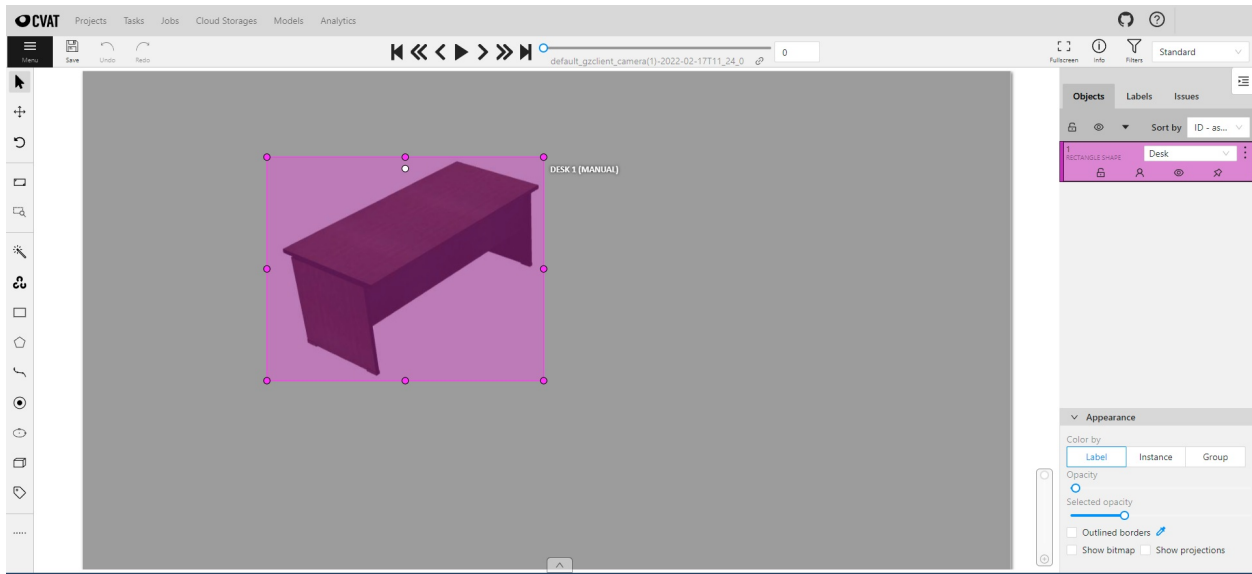 CVAT Projects Tasks Jobs Cloud Storages Models Analytics
Menu Save Undo Redo
default_gzclient_camera(1)-2022-02-17T11_24_0
0
Fullscreen Info Filters Standard
Objects Labels Issues
Sort by ID - as...
1
RECTANGLE SHAPE Desk
DESK 1 (MANUAL)
Appearance
Color by
Label Instance Group
Opacity
Selected opacity
Outlined borders
Show bitmap Show projections